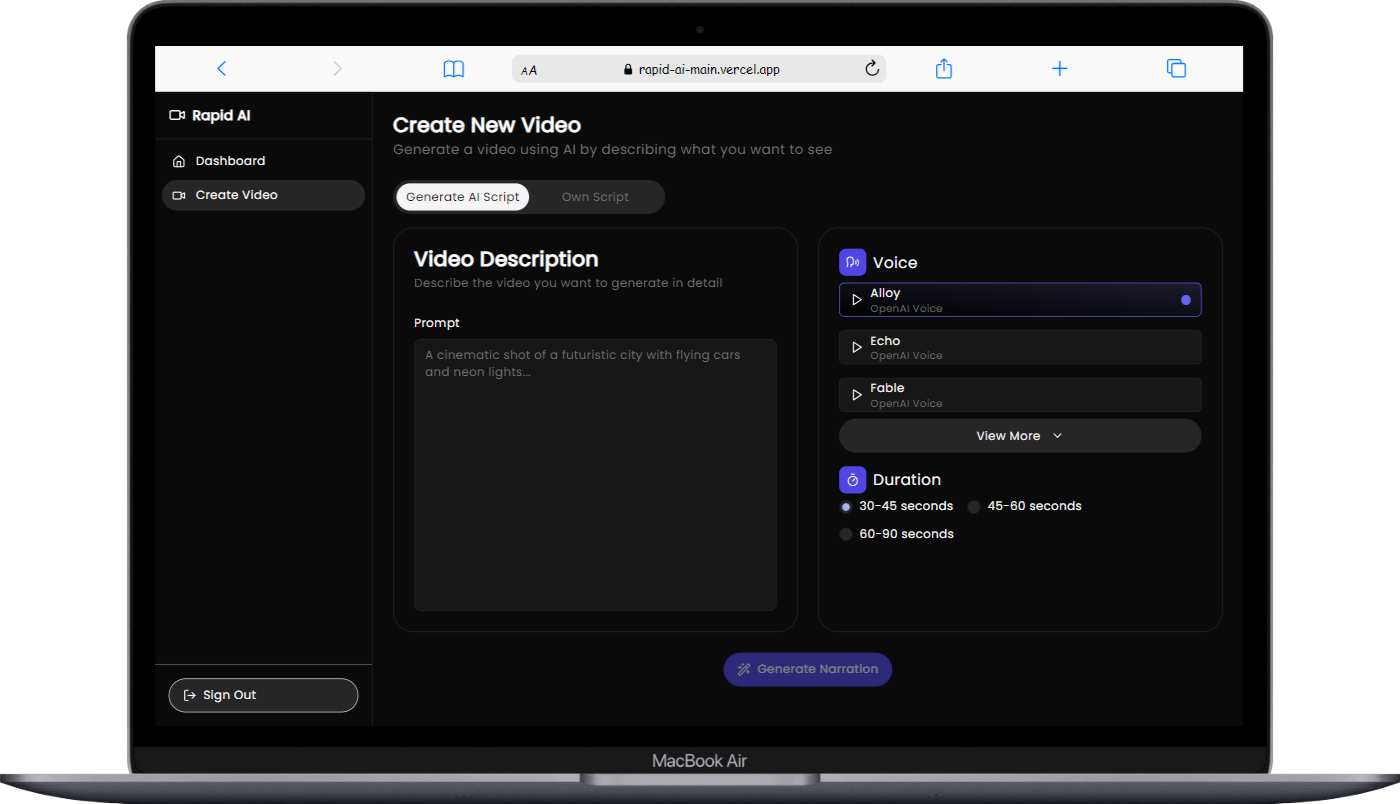 AA
rapid-ai-main.vercel.app
Rapid AI
Dashboard
Create Video
Sign Out
Create New Video
Generate a video using AI by describing what you want to see
Generate AI Script
Own Script
Video Description
Describe the video you want to generate in detail
Prompt
A cinematic shot of a futuristic city with flying cars
and neon lights...
Voice
Alloy
OpenAI Voice
Echo
OpenAI Voice
Fable
OpenAI Voice
View More
Duration
30-45 seconds
45-60 seconds
60-90 seconds
Generate Narration
MacBook Air